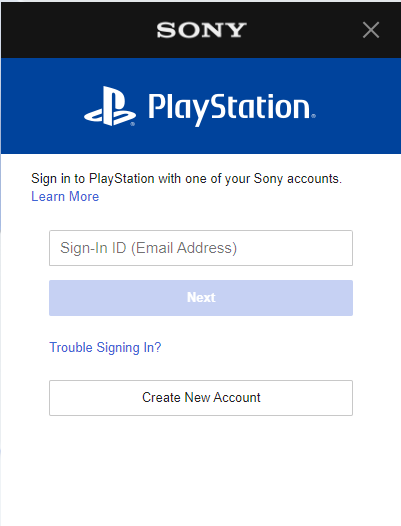 SONY
PlayStation®
Sign in to PlayStation with one of your Sony accounts.
Learn More
Sign-In ID (Email Address)
Next
Trouble Signing In?
Create New Account